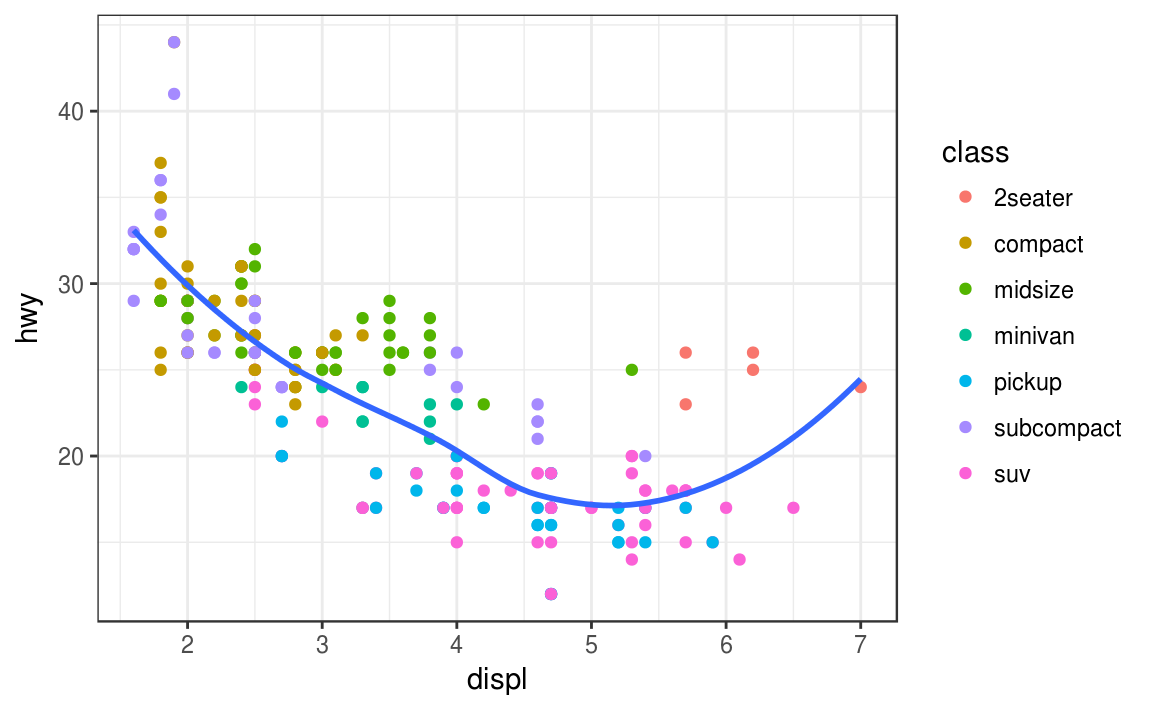 hwy
40
30
20
2 3 4 5 6 7
displ
class
2seater
compact
midsize
minivan
pickup
subcompact
suv